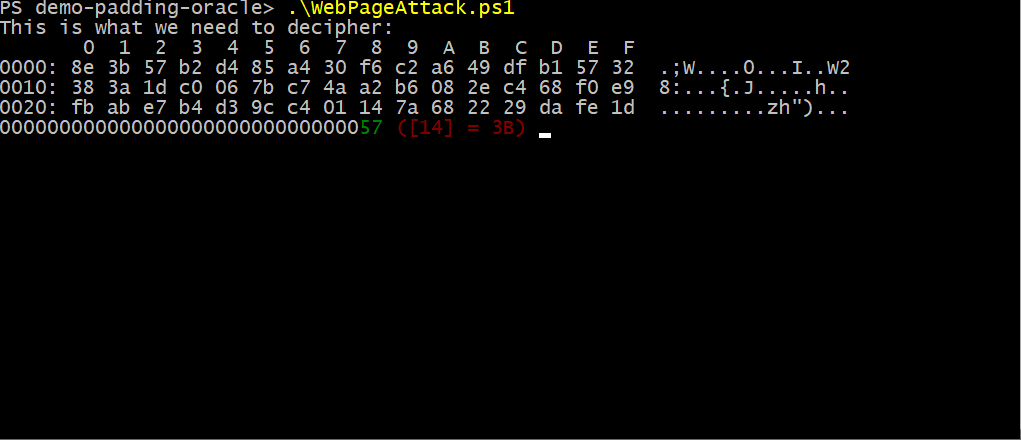 PS demo-padding-oracle> .\WebPageAttack.ps1
This is what we need to decipher:
       0  1  2  3  4  5  6  7  8  9  A  B  C  D  E  F
0000: 8e 3b 57 b2 d4 85 a4 30 f6 c2 a6 49 df b1 57 32  .;W....0...I..W2
0010: 38 3a 1d c0 06 7b c7 4a a2 b6 08 2e c4 68 f0 e9  8:...{.J.....h..
0020: fb ab e7 b4 d3 9c c4 01 14 7a 68 22 29 da fe 1d  .........zh")...
00000000000000000000000000000057 ([14] = 3B)